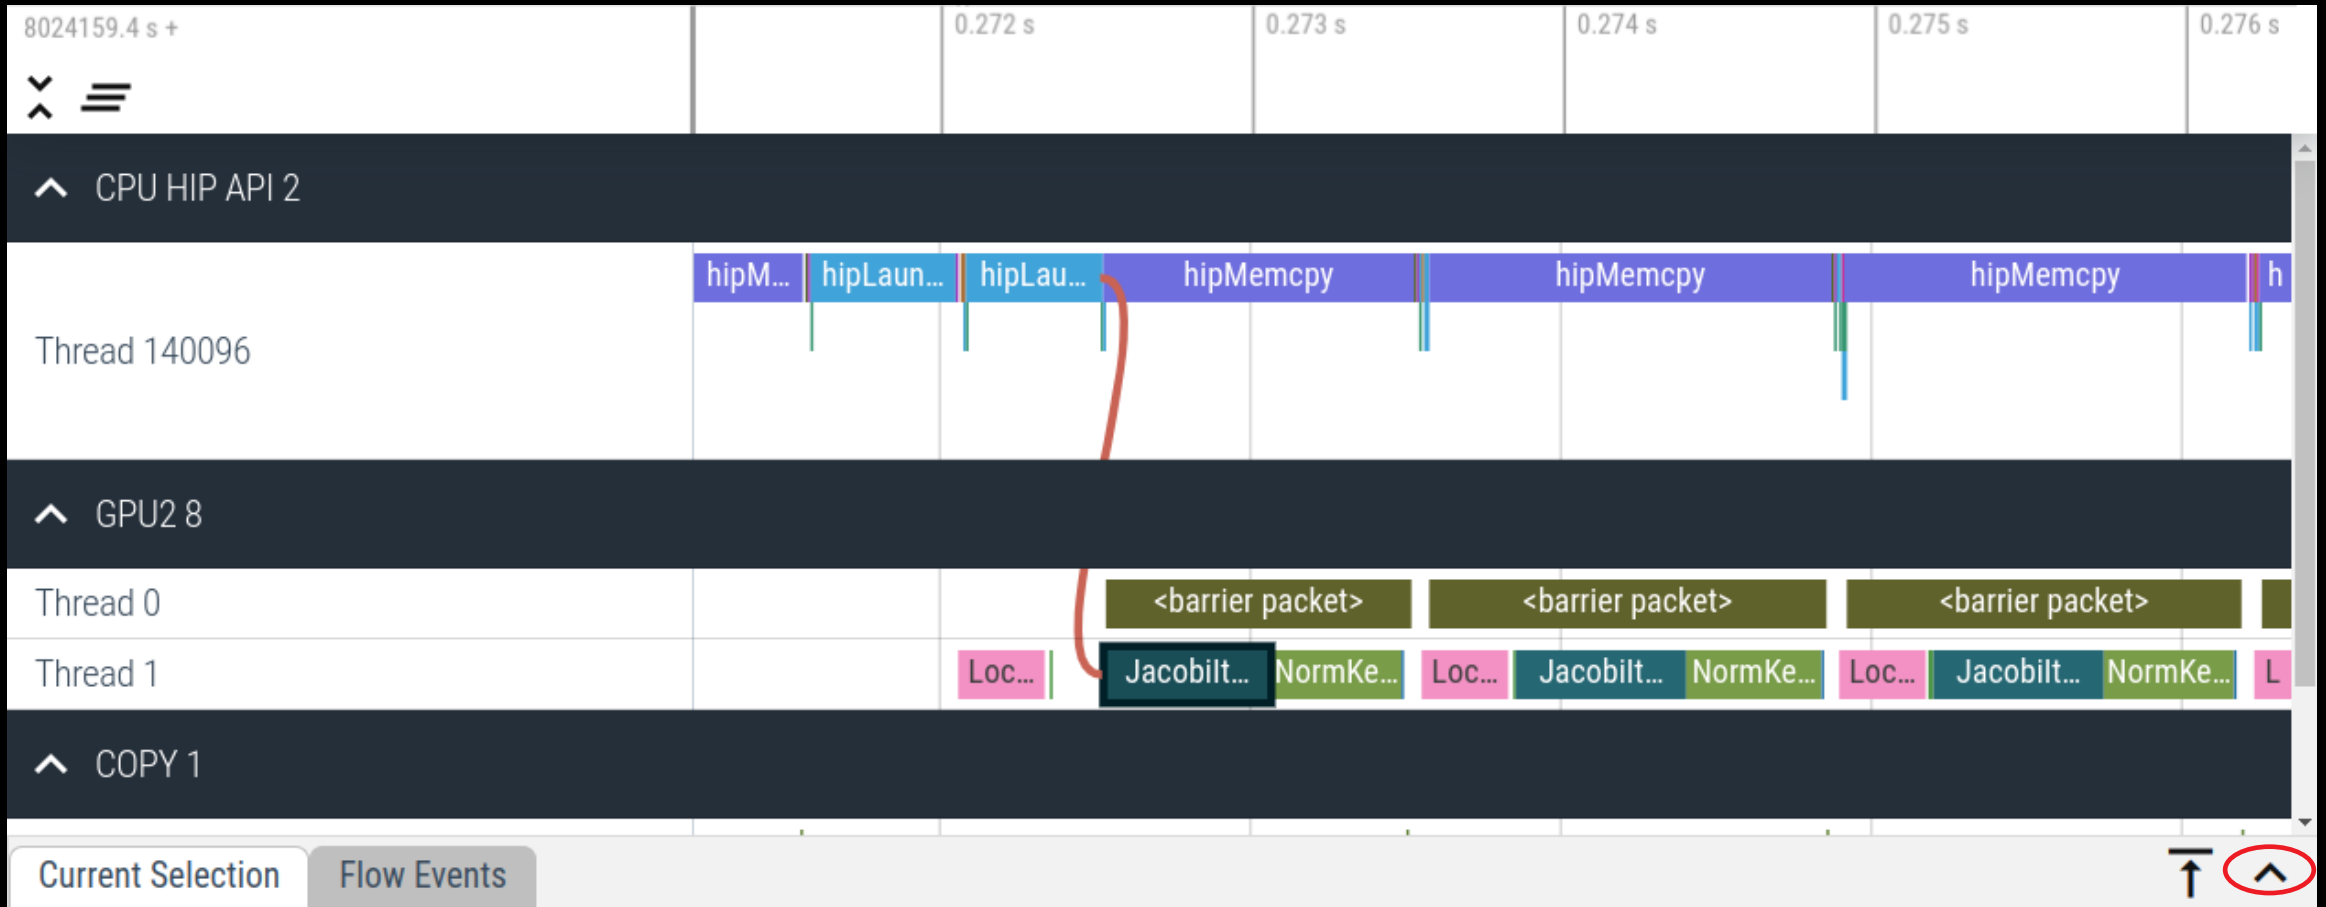 8024159.4 s +
0.272 s 0.273 s 0.274 s 0.275 s 0.276 s
CPU HIP API 2
hipM... hipLaun... hipLau... hipMemcpy hipMemcpy hipMemcpy h
Thread 140096
GPU2 8
Thread 0 <barrier packet> <barrier packet> <barrier packet>
Thread 1 Loc... JacobiIt... NormKe... Loc... JacobiIt... NormKe... Loc... JacobiIt... NormKe... L
COPY 1
Current Selection Flow Events